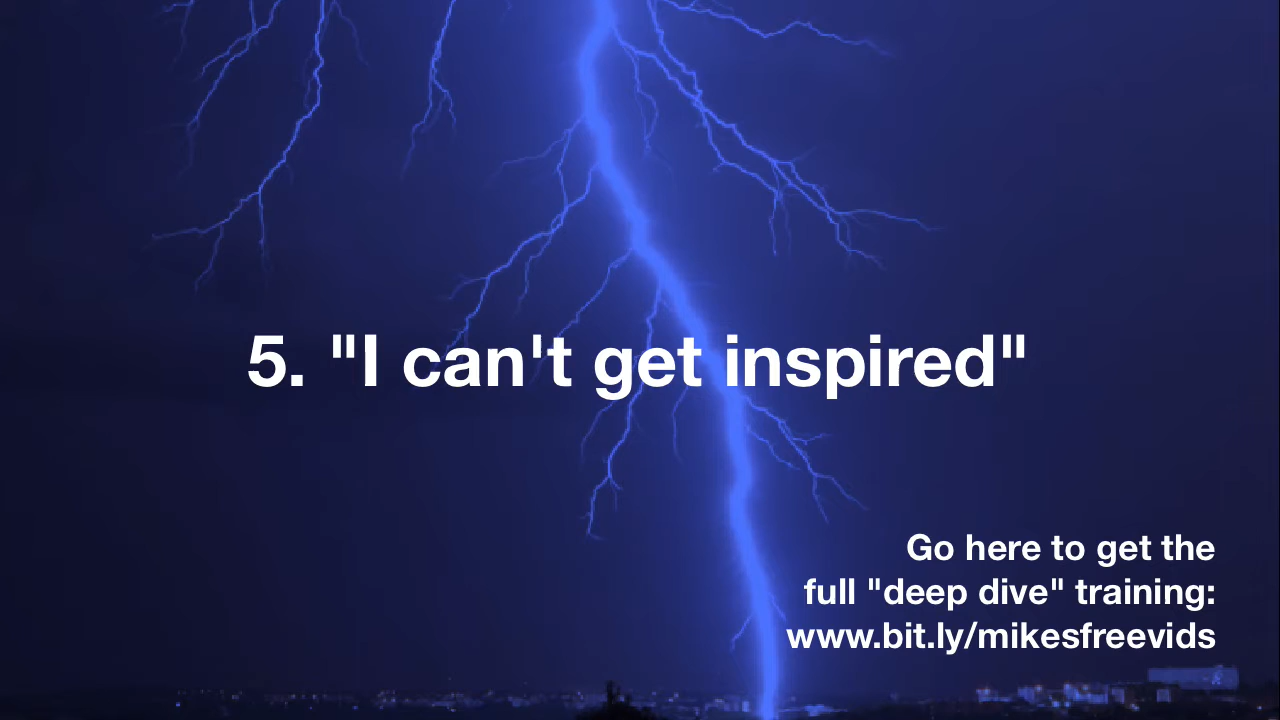 5. "I can't get inspired"
Go here to get the
full "deep dive" training:
www.bit.ly/mikesfreevids